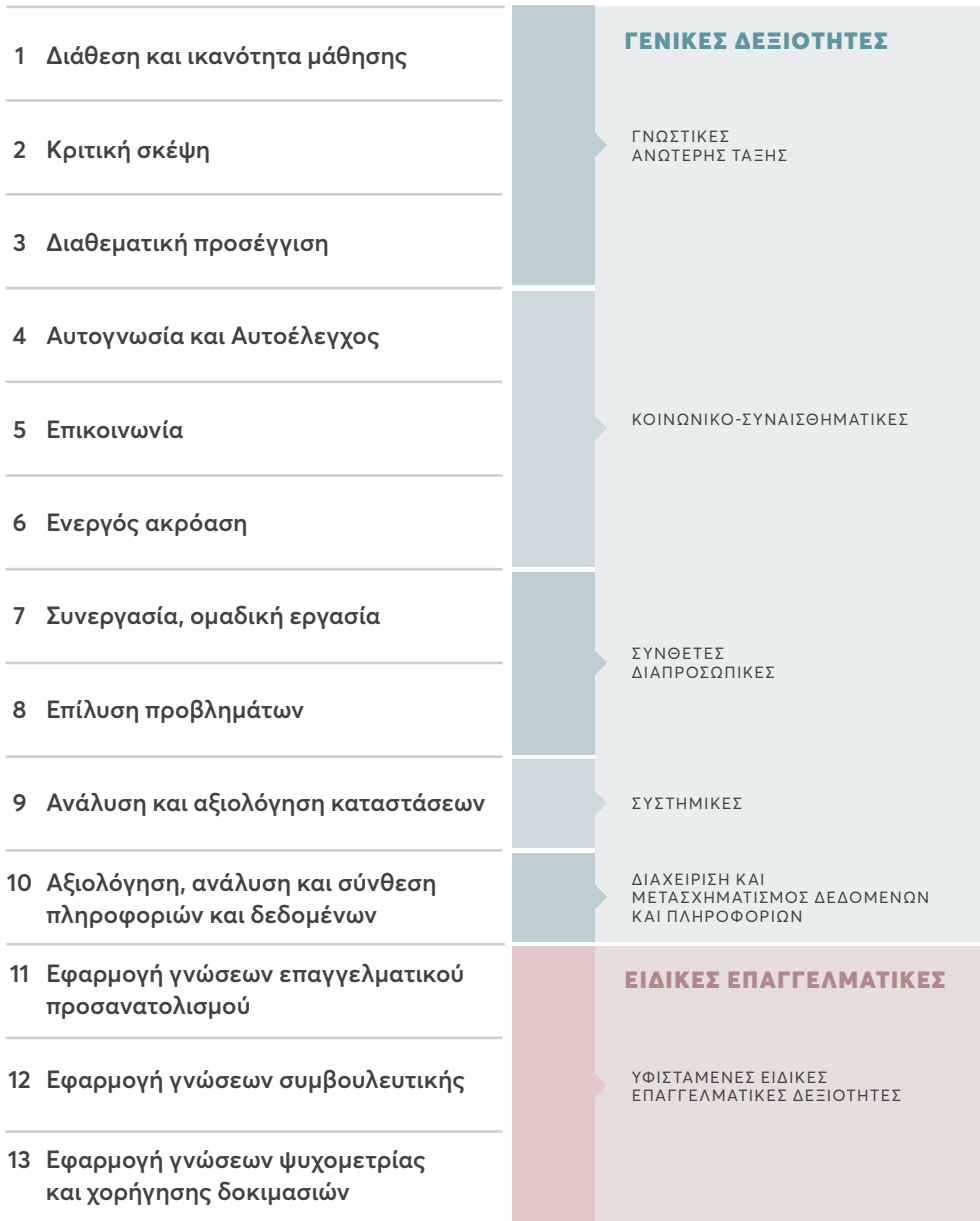 ΓΕΝΙΚΕΣ ΔΕΞΙΟΤΗΤΕΣ
1 Διάθεση και ικανότητα μάθησης
2 Κριτική σκέψη
3 Διαθεματική προσέγγιση
ΓΝΩΣΤΙΚΕΣ
ΑΝΩΤΕΡΗΣ ΤΑΞΗΣ
4 Αυτογνωσία και Αυτοέλεγχος
5 Επικοινωνία
6 Ενεργός ακρόαση
ΚΟΙΝΩΝΙΚΟ-ΣΥΝΑΙΣΘΗΜΑΤΙΚΕΣ
7 Συνεργασία, ομαδική εργασία
8 Επίλυση προβλημάτων
ΣΥΝΘΕΤΕΣ
ΔΙΑΠΡΟΣΩΠΙΚΕΣ
9 Ανάλυση και αξιολόγηση καταστάσεων
ΣΥΣΤΗΜΙΚΕΣ
10 Αξιολόγηση, ανάλυση και σύνθεση
πληροφοριών και δεδομένων
ΔΙΑΧΕΙΡΙΣΗ ΚΑΙ
ΜΕΤΑΣΧΗΜΑΤΙΣΜΟΣ ΔΕΔΟΜΕΝΩΝ
ΚΑΙ ΠΛΗΡΟΦΟΡΙΩΝ
ΕΙΔΙΚΕΣ ΕΠΑΓΓΕΛΜΑΤΙΚΕΣ
11 Εφαρμογή γνώσεων επαγγελματικού
προσανατολισμού
12 Εφαρμογή γνώσεων συμβουλευτικής
13 Εφαρμογή γνώσεων ψυχομετρίας
και χορήγησης δοκιμασιών
ΥΦΙΣΤΑΜΕΝΕΣ ΕΙΔΙΚΕΣ
ΕΠΑΓΓΕΛΜΑΤΙΚΕΣ ΔΕΞΙΟΤΗΤΕΣ